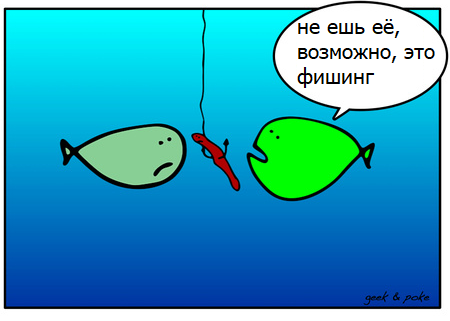 не ешь её,
возможно, это
фишинг
geek & poke